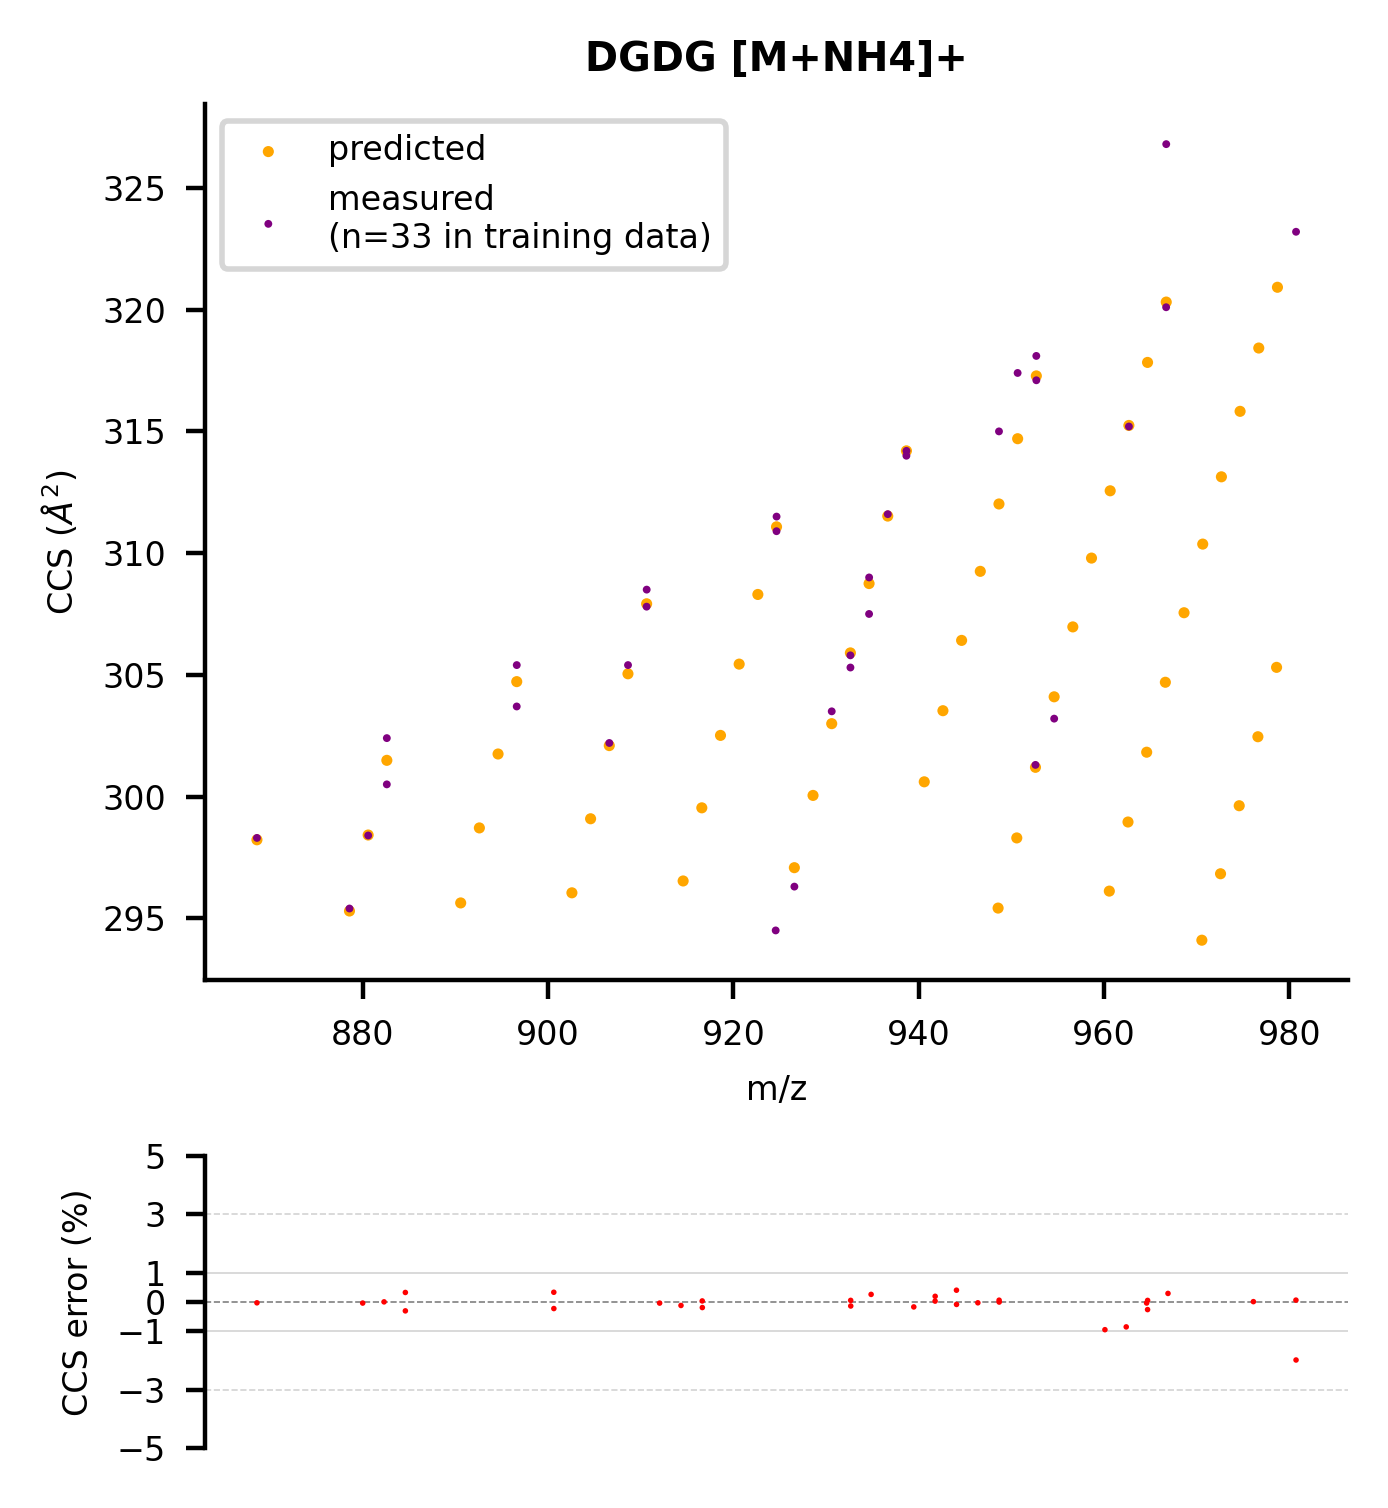 DGDG [M+NH4]+
predicted
measured
(n=33 in training data)
325
320
315
310
305
300
295
CCS (Å²)
880 900 920 940 960 980
m/z
5
3
1
0
−1
−3
−5
CCS error (%)